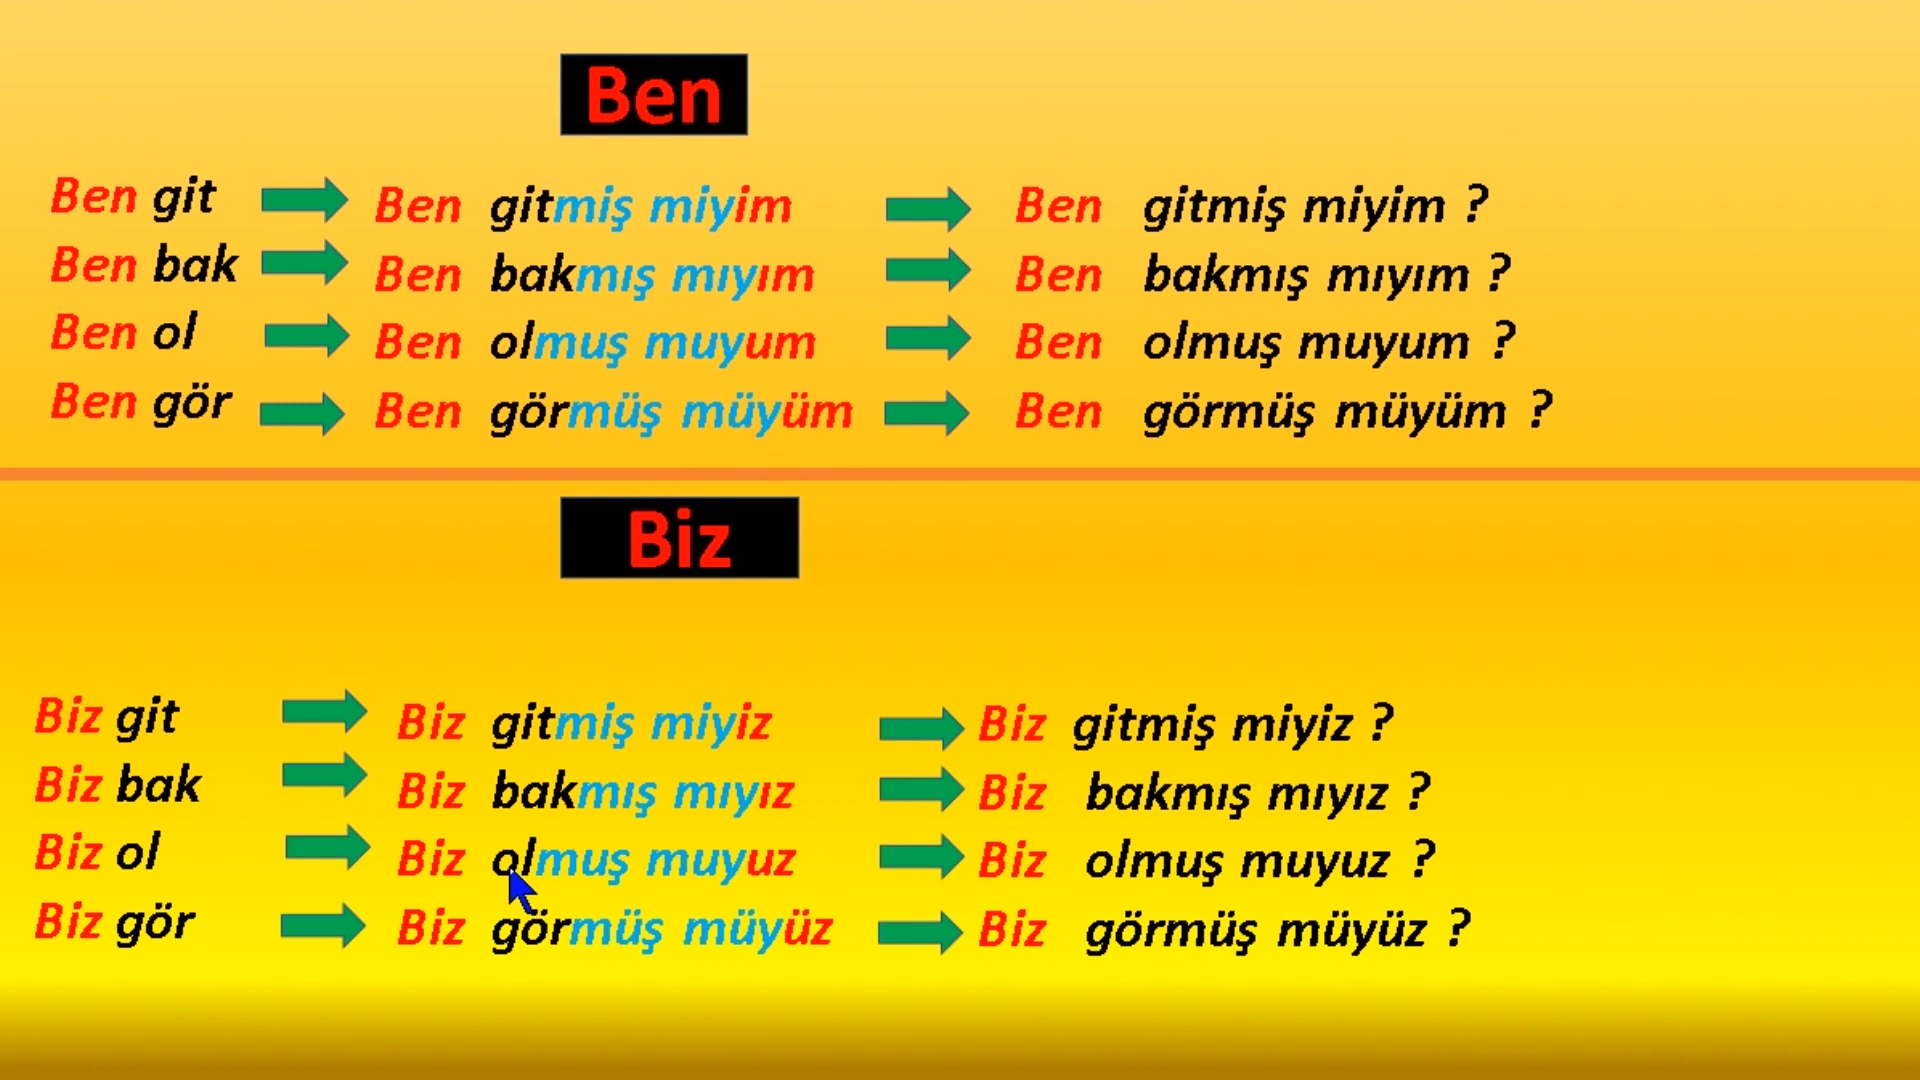 Ben
Ben git Ben gitmiş miyim Ben gitmiş miyim ?
Ben bak Ben bakmış mıyım Ben bakmış mıyım ?
Ben ol Ben olmuş muyum Ben olmuş muyum ?
Ben gör Ben görmüş müyüm Ben görmüş müyüm ?
Biz
Biz git Biz gitmiş miyiz Biz gitmiş miyiz ?
Biz bak Biz bakmış mıyız Biz bakmış mıyız ?
Biz ol Biz olmuş muyuz Biz olmuş muyuz ?
Biz gör Biz görmüş müyüz Biz görmüş müyüz ?